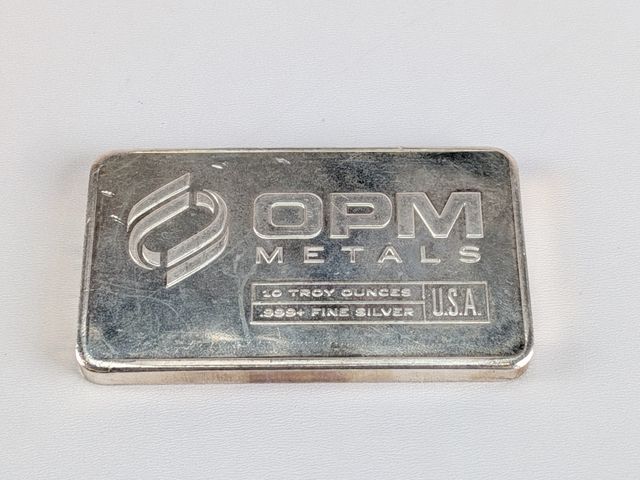 OPM
METALS
10 TROY OUNCES
.999+ FINE SILVER
U.S.A.